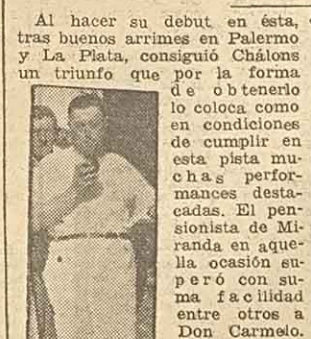 Al hacer su debut en ésta,
tras buenos arrimes en Palermo
y La Plata, consiguió Châlons
un triunfo que por la forma
de obtenerlo
lo coloca como
en condiciones
de cumplir en
esta pista mu-
chas perfor-
mances desta-
cadas. El pen-
sionista de Mi-
randa en aque-
lla ocasión su-
peró con su-
ma facilidad
entre otros a
Don Carmelo.